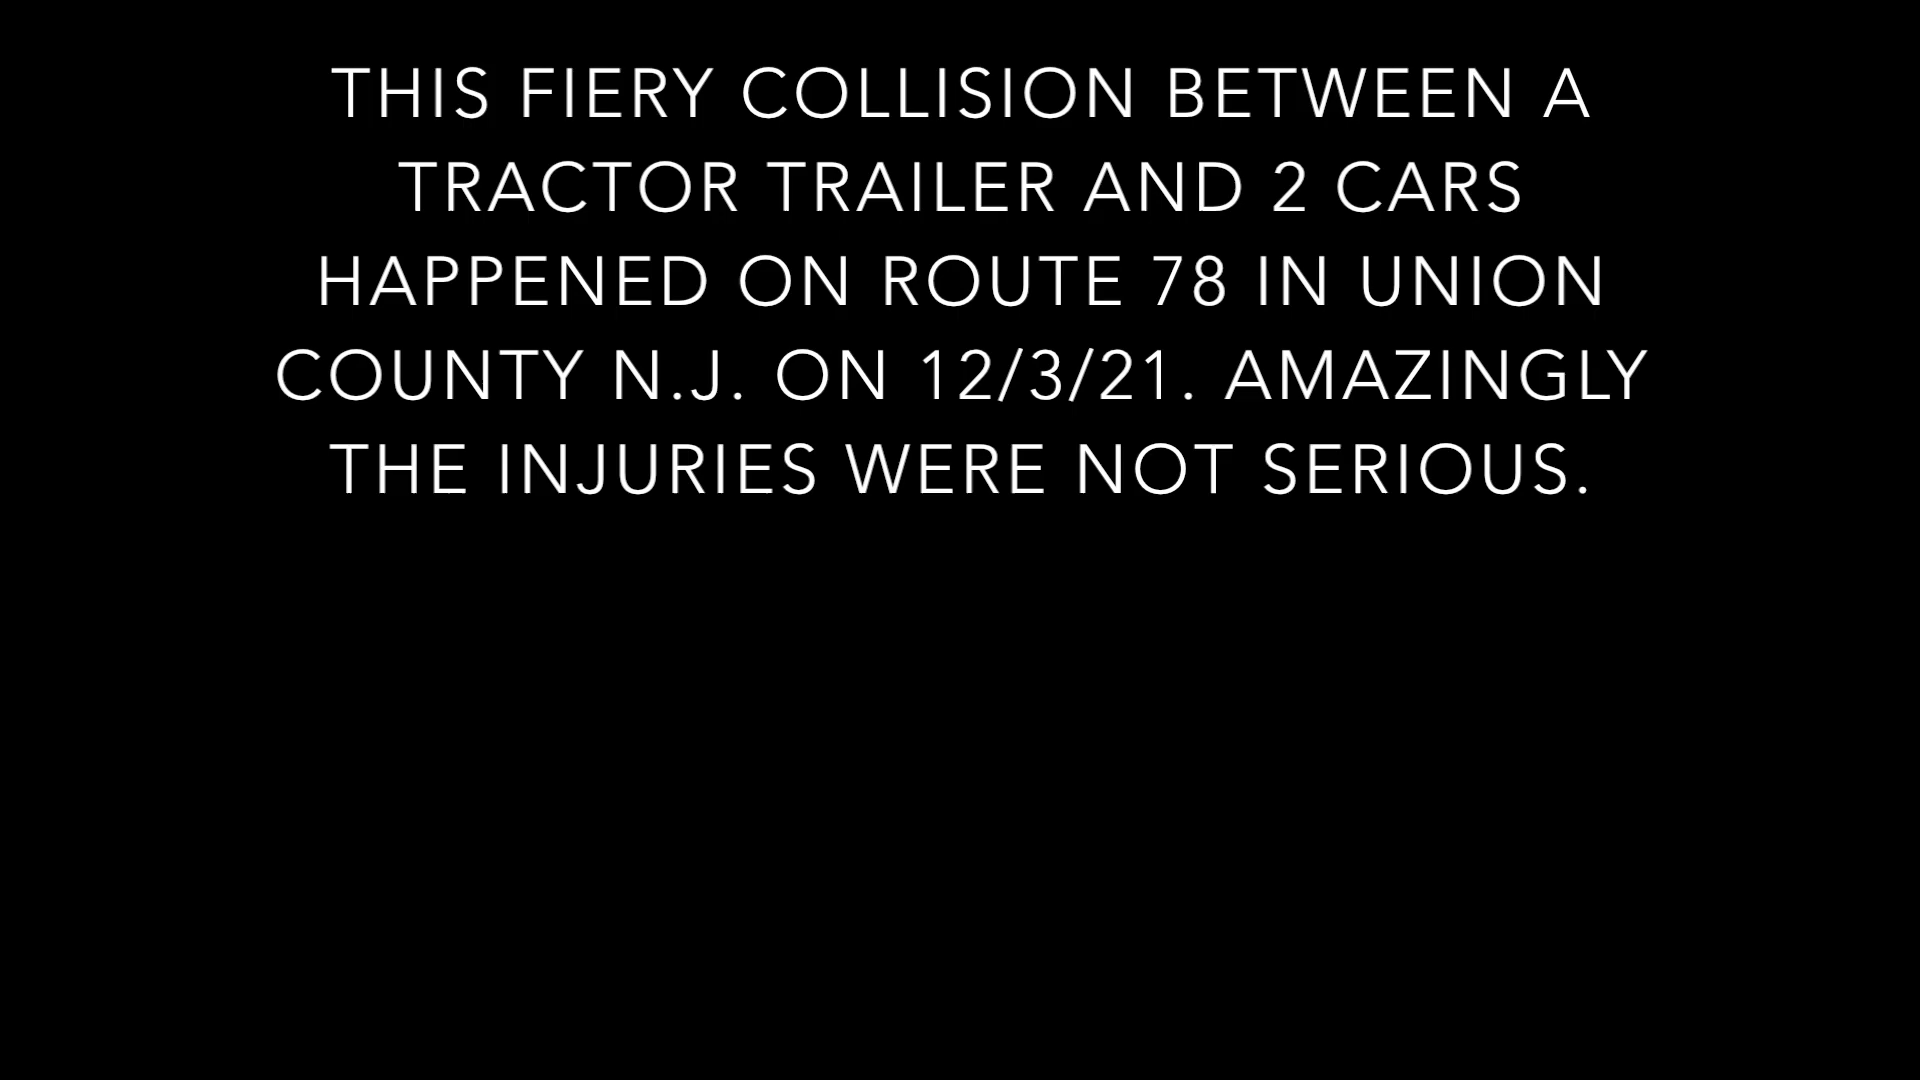 THIS FIERY COLLISION BETWEEN A
TRACTOR TRAILER AND 2 CARS
HAPPENED ON ROUTE 78 IN UNION
COUNTY N.J. ON 12/3/21. AMAZINGLY
THE INJURIES WERE NOT SERIOUS.